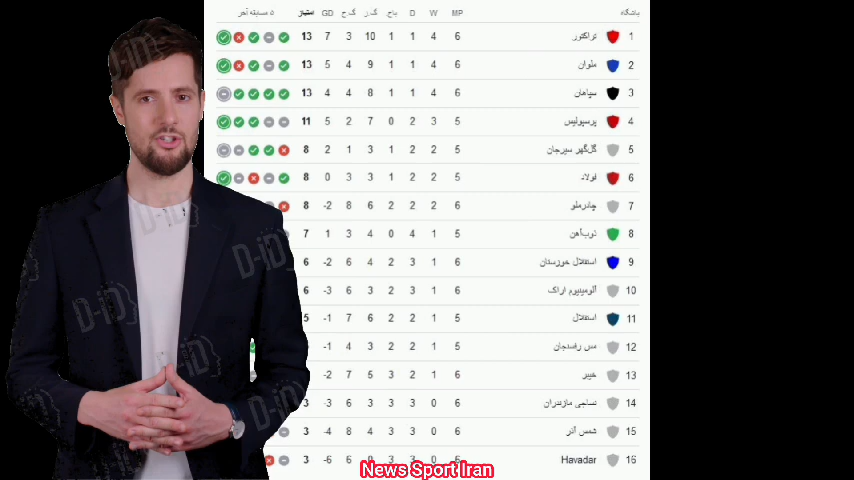 باشگاه MP W D باخ. گ.ز گ.خ GD امتیاز ۵ مسابقه آخر
1 تراکتور 6 4 1 1 10 3 7 13
2 ملوان 6 4 1 1 9 4 5 13
3 سپاهان 6 4 1 1 8 4 4 13
4 پرسپولیس 5 3 2 0 7 2 5 11
5 گل‌گهر سیرجان 5 2 2 1 3 1 2 8
6 فولاد 5 2 2 1 3 3 0 8
7 چادرملو 6 2 2 2 6 8 -2 8
8 ذوب‌آهن 5 1 4 0 4 3 1 7
9 استقلال خوزستان 6 1 3 2 4 6 -2 6
10 آلومینیوم اراک 6 1 3 2 3 6 -3 6
11 استقلال 5 1 2 2 6 7 -1 5
12 مس رفسنجان 5 1 2 2 3 4 -1
13 خیبر 6 1 2 3 5 7 -2
14 نساجی مازندران 6 0 3 3 3 6 -3 3
15 شمس آذر 6 0 3 3 4 8 -4 3
16 Havadar 6 0 3 3 0 6 -6 3
D-iD
D-iD
D-iD
D-iD
D-iD
News Sport Iran